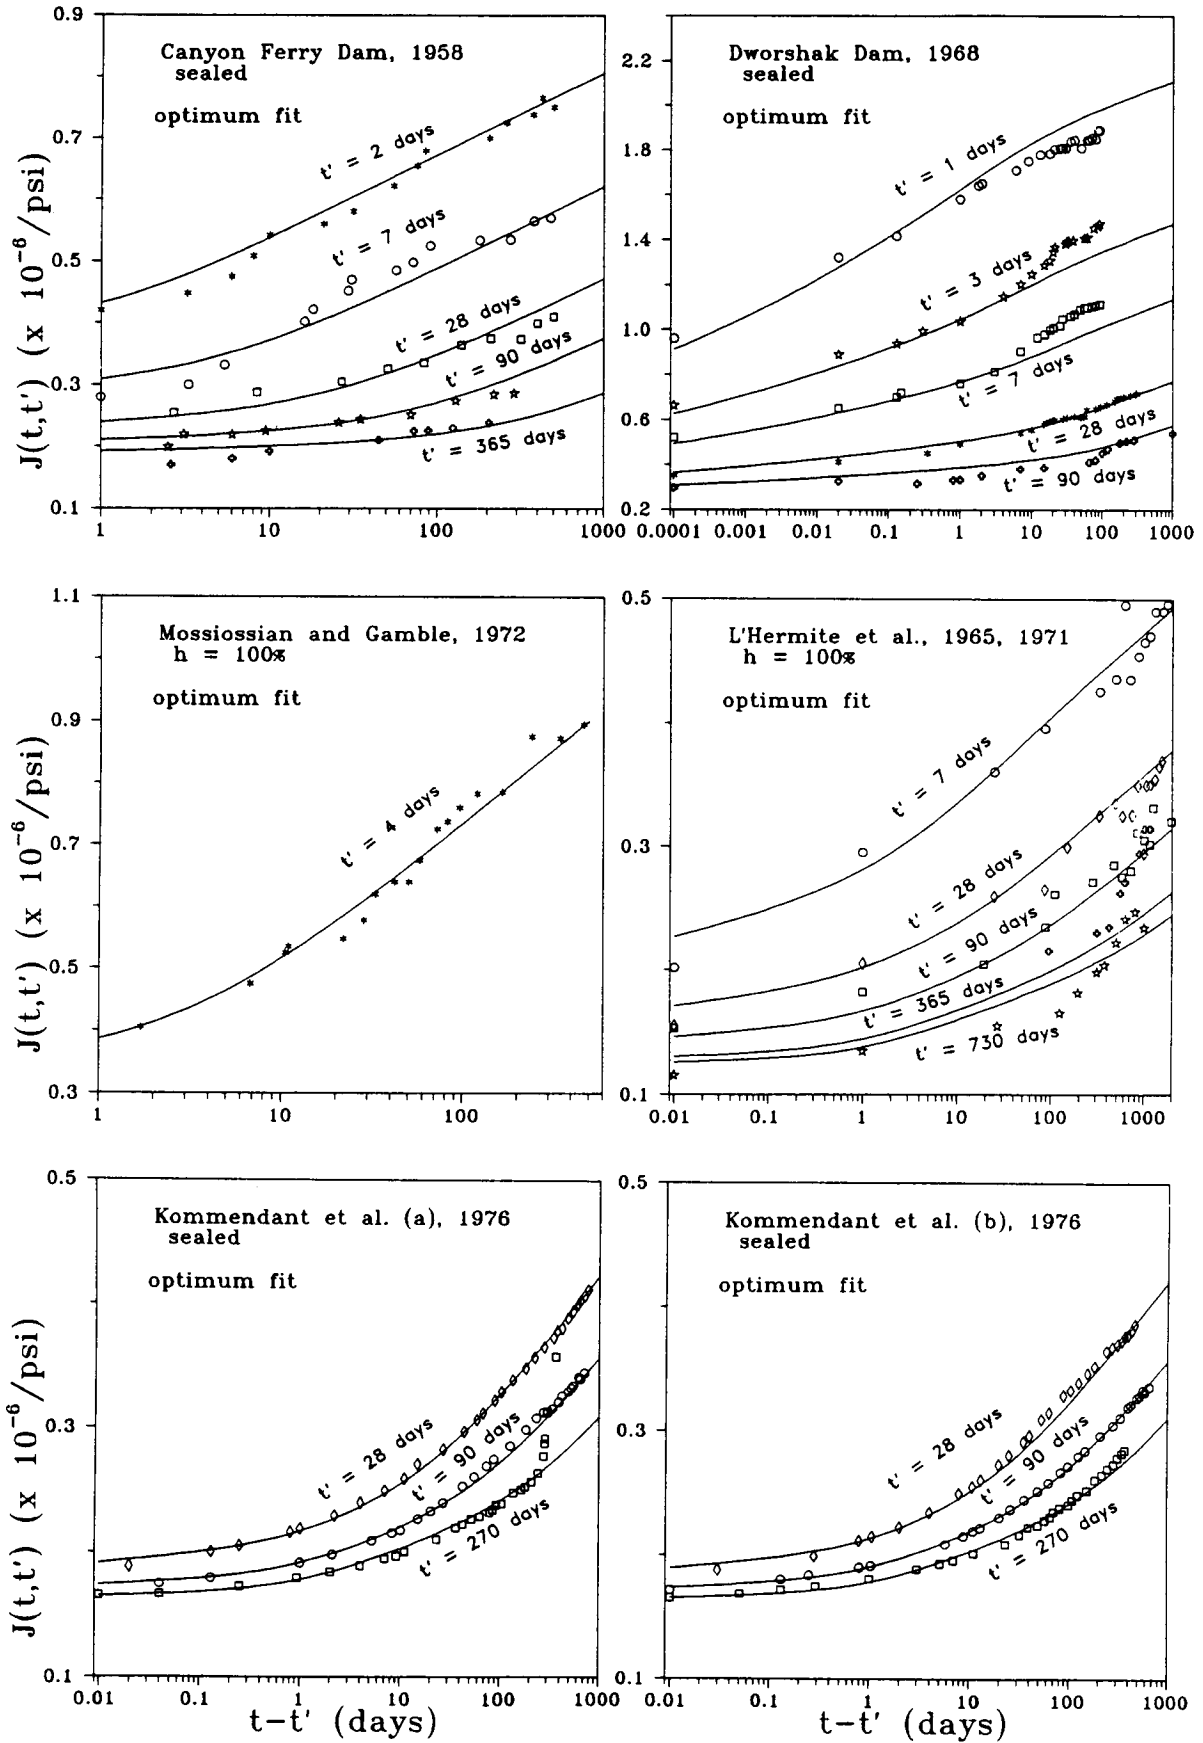 J(t,t') (x 10⁻⁶/psi)
0.9
0.7
0.5
0.3
0.1
Canyon Ferry Dam, 1958
sealed
optimum fit
t' = 2 days
t' = 7 days
t' = 28 days
t' = 90 days
t' = 365 days
1
10
100
1000
2.2
1.8
1.4
1.0
0.6
0.2
Dworshak Dam, 1968
sealed
optimum fit
t' = 1 days
t' = 3 days
t' = 7 days
t' = 28 days
t' = 90 days
0.0001
0.001
0.01
0.1
1
10
100
1000
J(t,t') (x 10⁻⁶/psi)
1.1
0.9
0.7
0.5
0.3
Mossiossian and Gamble, 1972
h = 100%
optimum fit
t' = 4 days
1
10
100
0.5
0.3
0.1
L'Hermite et al., 1965, 1971
h = 100%
optimum fit
t' = 7 days
t' = 28 days
t' = 90 days
t' = 365 days
t' = 730 days
0.01
0.1
1
10
100
1000
J(t,t') (x 10⁻⁶/psi)
0.5
0.3
0.1
Kommendant et al. (a), 1976
sealed
optimum fit
t' = 28 days
t' = 90 days
t' = 270 days
0.01
0.1
1
10
100
1000
t-t' (days)
0.5
0.3
0.1
Kommendant et al. (b), 1976
sealed
optimum fit
t' = 28 days
t' = 90 days
t' = 270 days
0.01
0.1
1
10
100
1000
t-t' (days)